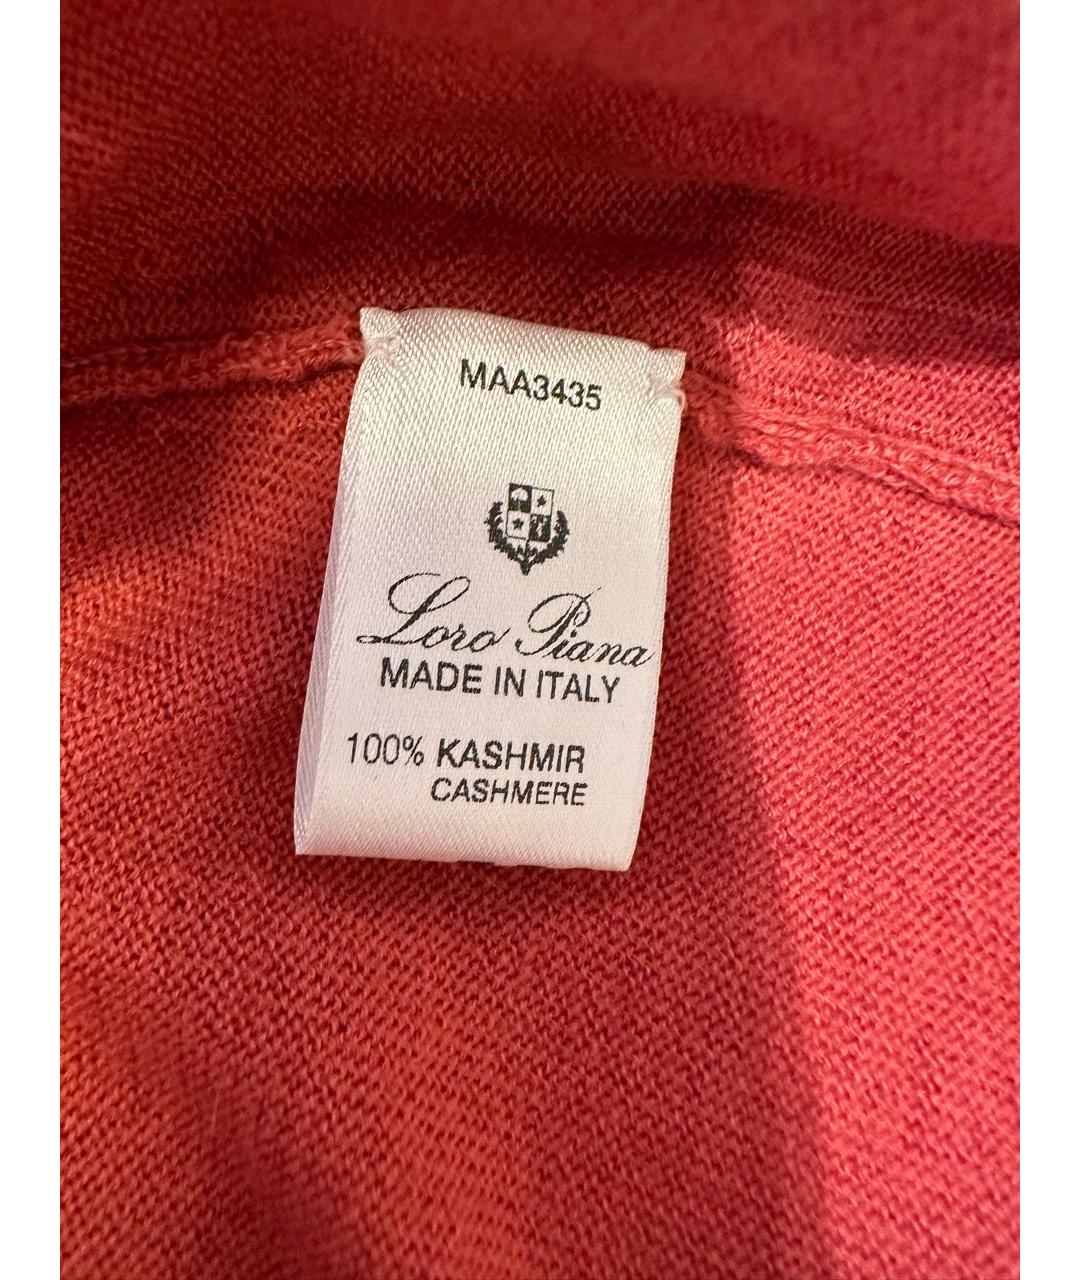 MAA3435
Loro Piana
MADE IN ITALY
100% KASHMIR
CASHMERE